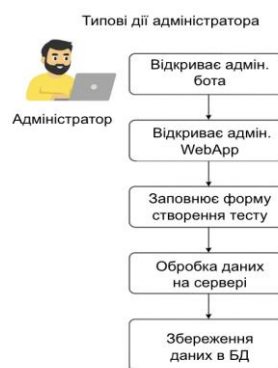 Типові дії адміністратора
Адміністратор
Відкриває адмін.
бота
Відкриває адмін.
WebApp
Заповнює форму
створення тесту
Обробка даних
на сервері
Збереження
даних в БД